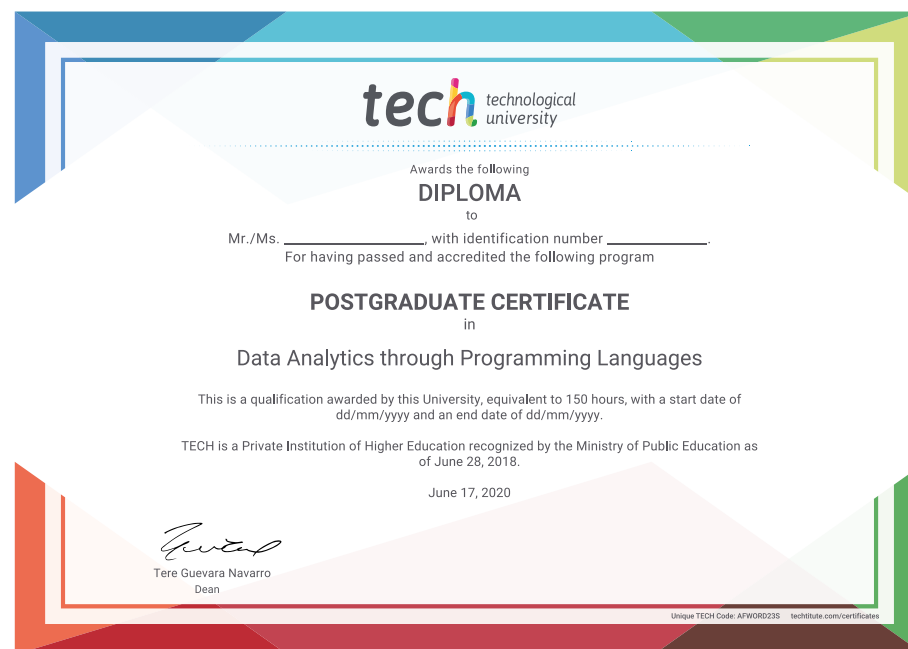 tech technological
university
Awards the following
DIPLOMA
to
Mr./Ms. ____________, with identification number ____________.
For having passed and accredited the following program
POSTGRADUATE CERTIFICATE
in
Data Analytics through Programming Languages
This is a qualification awarded by this University, equivalent to 150 hours, with a start date of
dd/mm/yyyy and an end date of dd/mm/yyyy.
TECH is a Private Institution of Higher Education recognized by the Ministry of Public Education as
of June 28, 2018.
June 17, 2020
Tere Guevara Navarro
Dean
Unique TECH Code: AFWORD23S techtitute.com/certificates